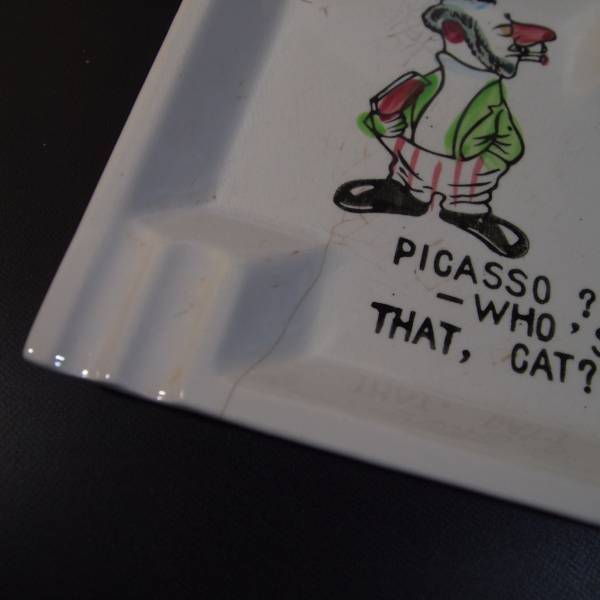 PICASSO ?
— WHO'S
THAT, CAT?